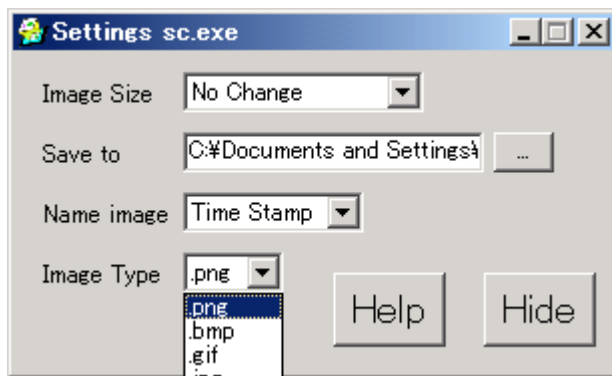 Settings sc.exe
Image Size No Change
Save to C:¥Documents and Settings¥ ...
Name image Time Stamp
Image Type .png
.png
.bmp
.gif
Help Hide